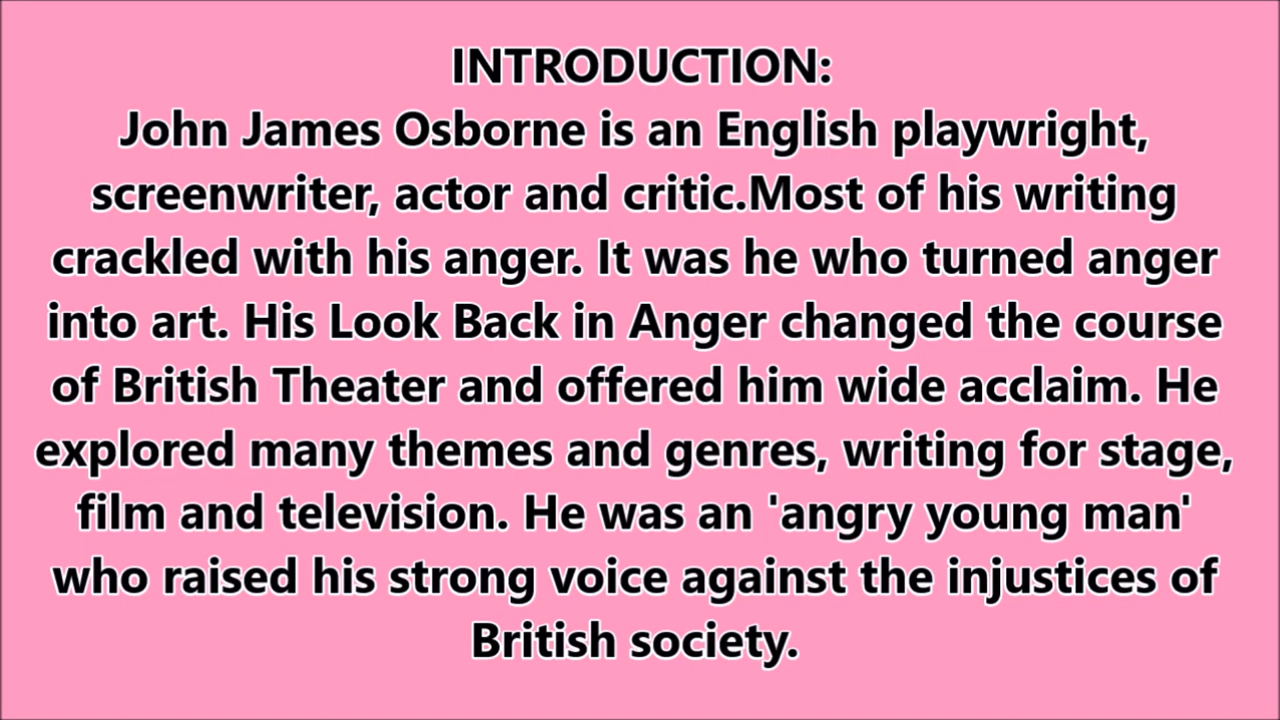 INTRODUCTION:
John James Osborne is an English playwright,
screenwriter, actor and critic.Most of his writing
crackled with his anger. It was he who turned anger
into art. His Look Back in Anger changed the course
of British Theater and offered him wide acclaim. He
explored many themes and genres, writing for stage,
film and television. He was an 'angry young man'
who raised his strong voice against the injustices of
British society.